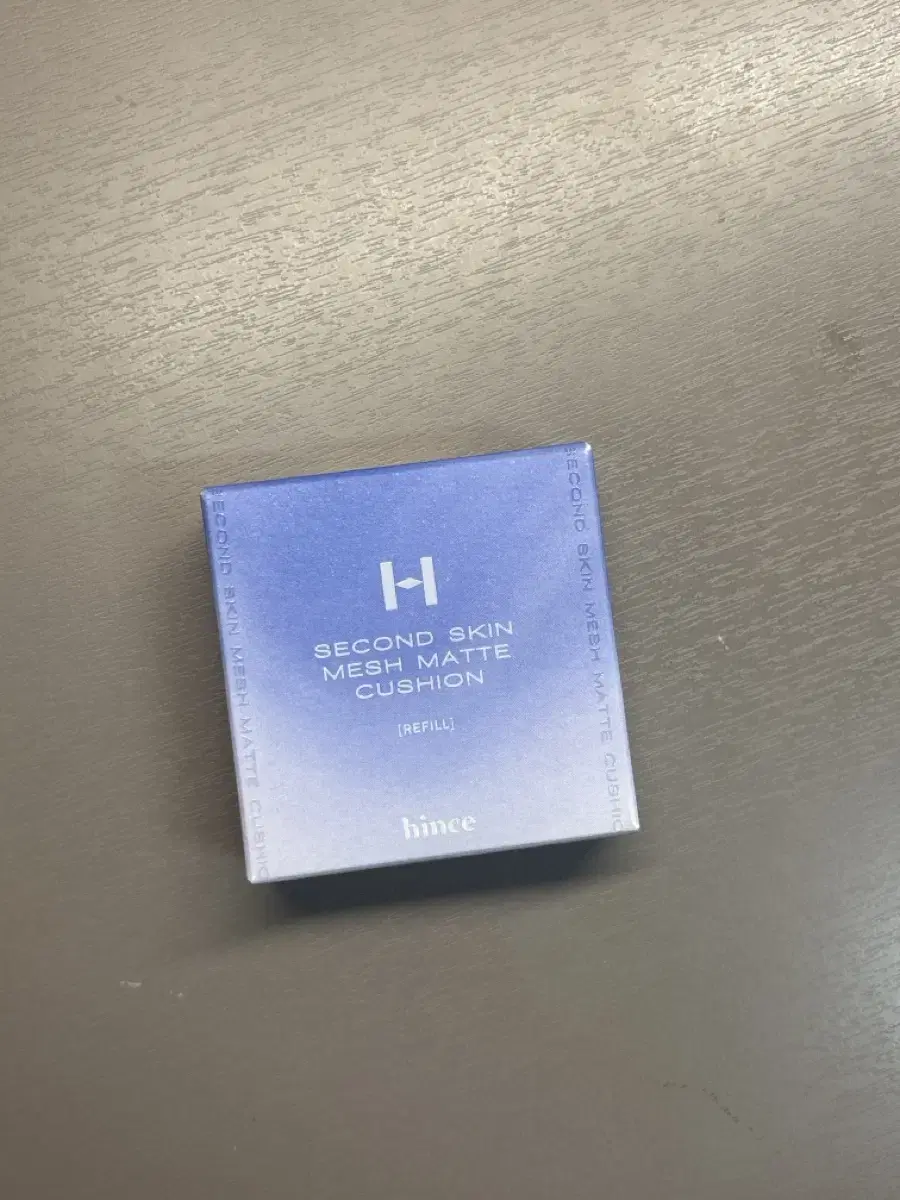 H
SECOND SKIN
MESH MATTE
CUSHION
[REFILL]
hince
SECOND SKIN MESH MATTE CUSHIO
SECOND SKIN MESH MATTE CUSHIO